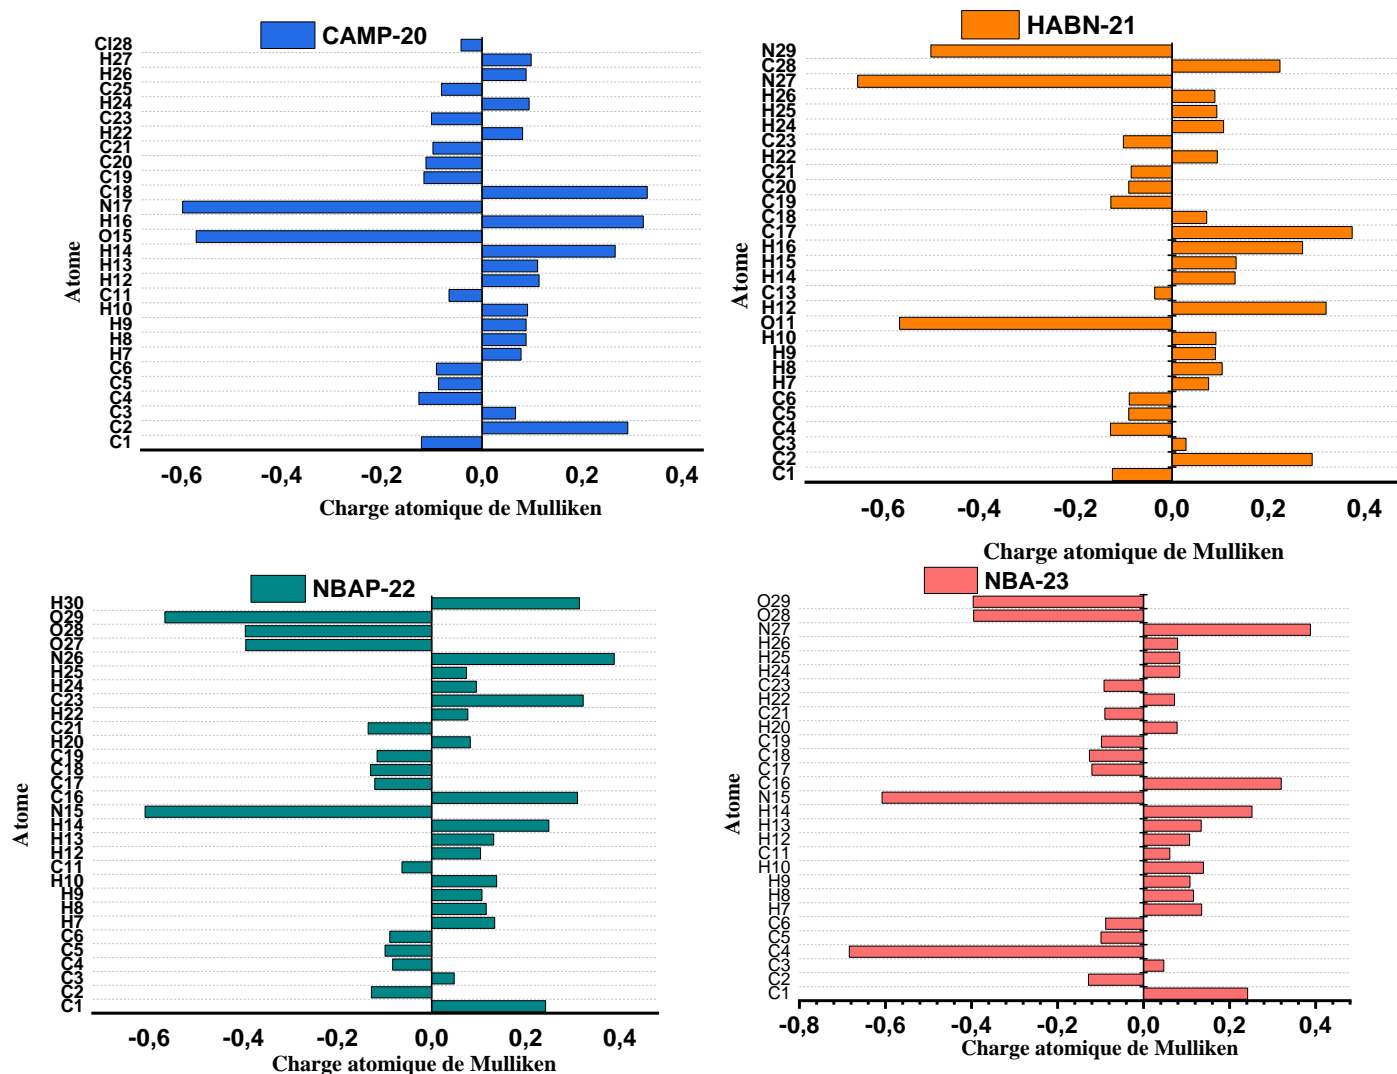 CAMP-20
Cl28
H27
H26
C25
H24
C23
H22
C21
C20
C19
C18
N17
H16
O15
H14
H13
H12
C11
H10
H9
H8
H7
C6
C5
C4
C3
C2
C1
Atome
-0,6 -0,4 -0,2 0,0 0,2 0,4
Charge atomique de Mulliken
HABN-21
N29
C28
N27
H26
H25
H24
C23
H22
C21
C20
C19
C18
C17
H16
H15
H14
C13
H12
O11
H10
H9
H8
H7
C6
C5
C4
C3
C2
C1
Atome
-0,6 -0,4 -0,2 0,0 0,2 0,4
Charge atomique de Mulliken
NBAP-22
H30
O29
O28
O27
N26
H25
H24
C23
H22
C21
H20
C19
C18
C17
C16
N15
H14
H13
H12
C11
H10
H9
H8
H7
C6
C5
C4
C3
C2
C1
Atome
-0,6 -0,4 -0,2 0,0 0,2 0,4
Charge atomique de Mulliken
NBA-23
O29
O28
N27
H26
H25
H24
C23
H22
C21
H20
C19
C18
C17
C16
N15
H14
H13
H12
C11
H10
H9
H8
H7
C6
C5
C4
C3
C2
C1
Atome
-0,8 -0,6 -0,4 -0,2 0,0 0,2 0,4
Charge atomique de Mulliken